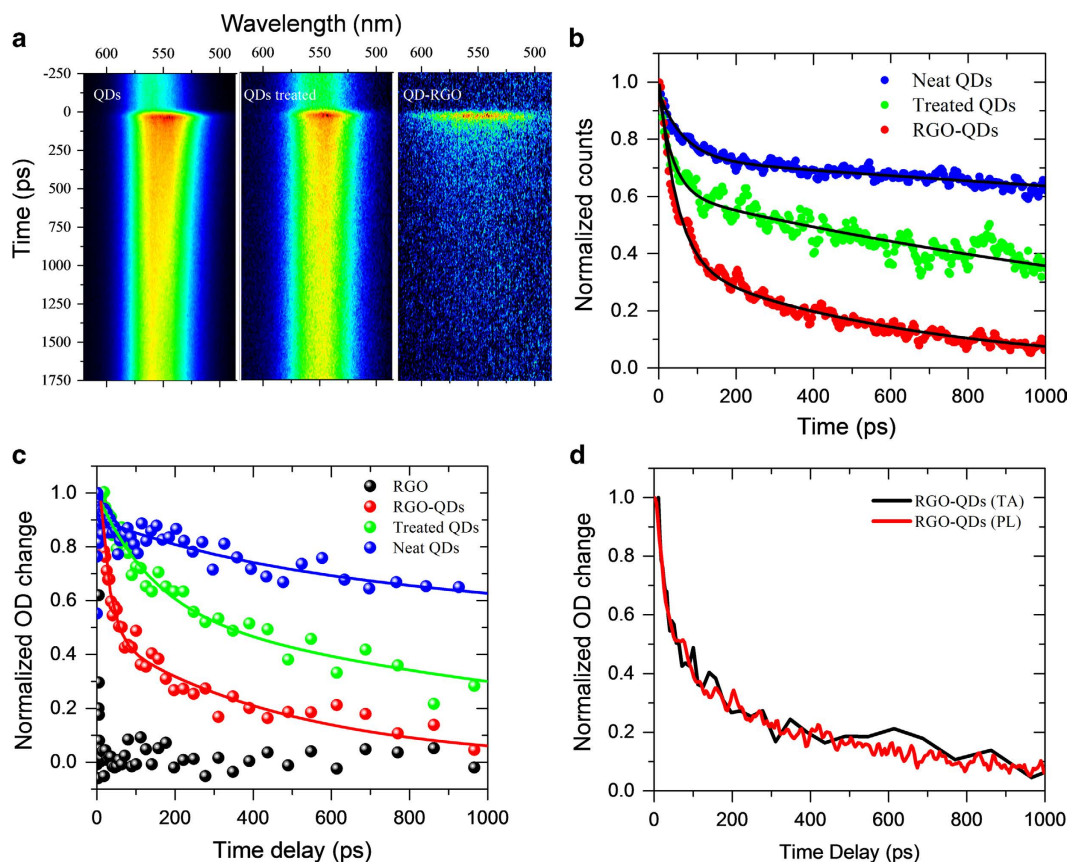 a
Wavelength (nm)
600 550 500 600 550 500 600 550 500
Time (ps)
-250
0
250
500
750
1000
1250
1500
1750
QDs
QDs treated
QD-RGO
b
Normalized counts
1.0
0.8
0.6
0.4
0.2
0.0
Neat QDs
Treated QDs
RGO-QDs
0 200 400 600 800 1000
Time (ps)
c
Normalized OD change
1.0
0.8
0.6
0.4
0.2
0.0
RGO
RGO-QDs
Treated QDs
Neat QDs
0 200 400 600 800 1000
Time delay (ps)
d
Normalized OD change
1.0
0.8
0.6
0.4
0.2
0.0
RGO-QDs (TA)
RGO-QDs (PL)
0 200 400 600 800 1000
Time Delay (ps)